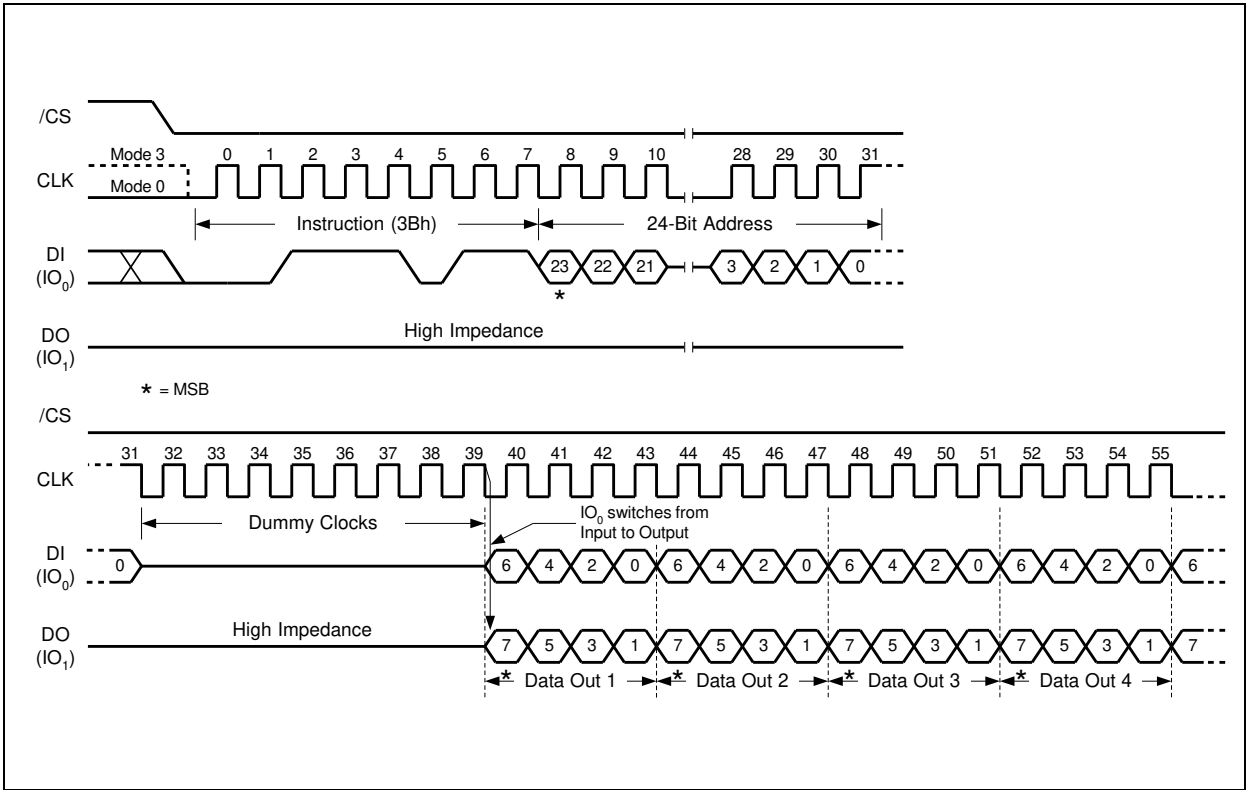 /CS
Mode 3 0 1 2 3 4 5 6 7 8 9 10 28 29 30 31
CLK
Mode 0
Instruction (3Bh) 24-Bit Address
DI
(IO0) 23 22 21 3 2 1 0
*
High Impedance
DO
(IO1)
* = MSB
/CS
31 32 33 34 35 36 37 38 39 40 41 42 43 44 45 46 47 48 49 50 51 52 53 54 55
CLK
Dummy Clocks
IO0 switches from
Input to Output
DI
(IO0) 0 6 4 2 0 6 4 2 0 6 4 2 0 6 4 2 0 6
High Impedance
DO
(IO1) 7 5 3 1 7 5 3 1 7 5 3 1 7 5 3 1 7
* Data Out 1 * Data Out 2 * Data Out 3 * Data Out 4